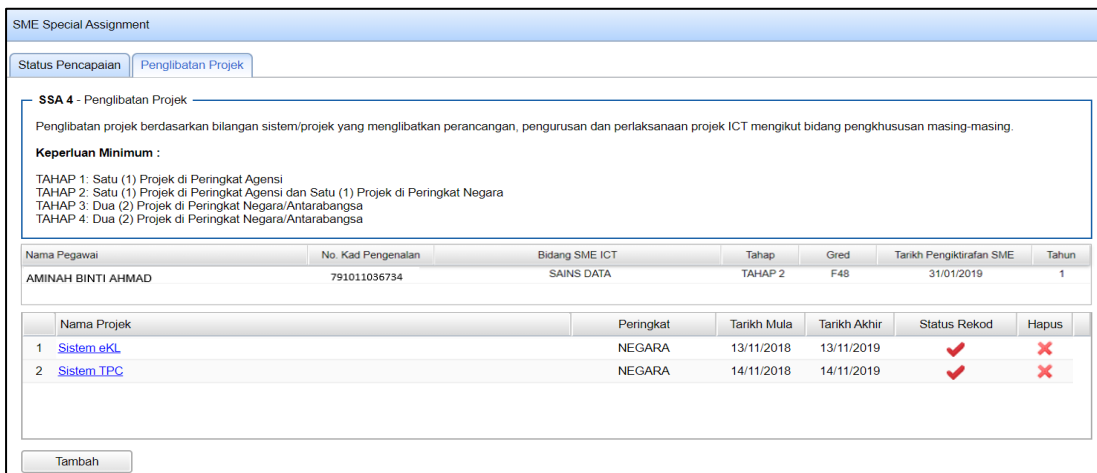 SME Special Assignment
Status Pencapaian Penglibatan Projek
SSA 4 - Penglibatan Projek
Penglibatan projek berdasarkan bilangan sistem/projek yang menglibatkan perancangan, pengurusan dan perlaksanaan projek ICT mengikut bidang pengkhususan masing-masing.
Keperluan Minimum :
TAHAP 1: Satu (1) Projek di Peringkat Agensi
TAHAP 2: Satu (1) Projek di Peringkat Agensi dan Satu (1) Projek di Peringkat Negara
TAHAP 3: Dua (2) Projek di Peringkat Negara/Antarabangsa
TAHAP 4: Dua (2) Projek di Peringkat Negara/Antarabangsa
Nama Pegawai No. Kad Pengenalan Bidang SME ICT Tahap Gred Tarikh Pengiktirafan SME Tahun
AMINAH BINTI AHMAD 791011036734 SAINS DATA TAHAP 2 F48 31/01/2019 1
Nama Projek Peringkat Tarikh Mula Tarikh Akhir Status Rekod Hapus
1 Sistem eKL NEGARA 13/11/2018 13/11/2019
2 Sistem TPC NEGARA 14/11/2018 14/11/2019
Tambah